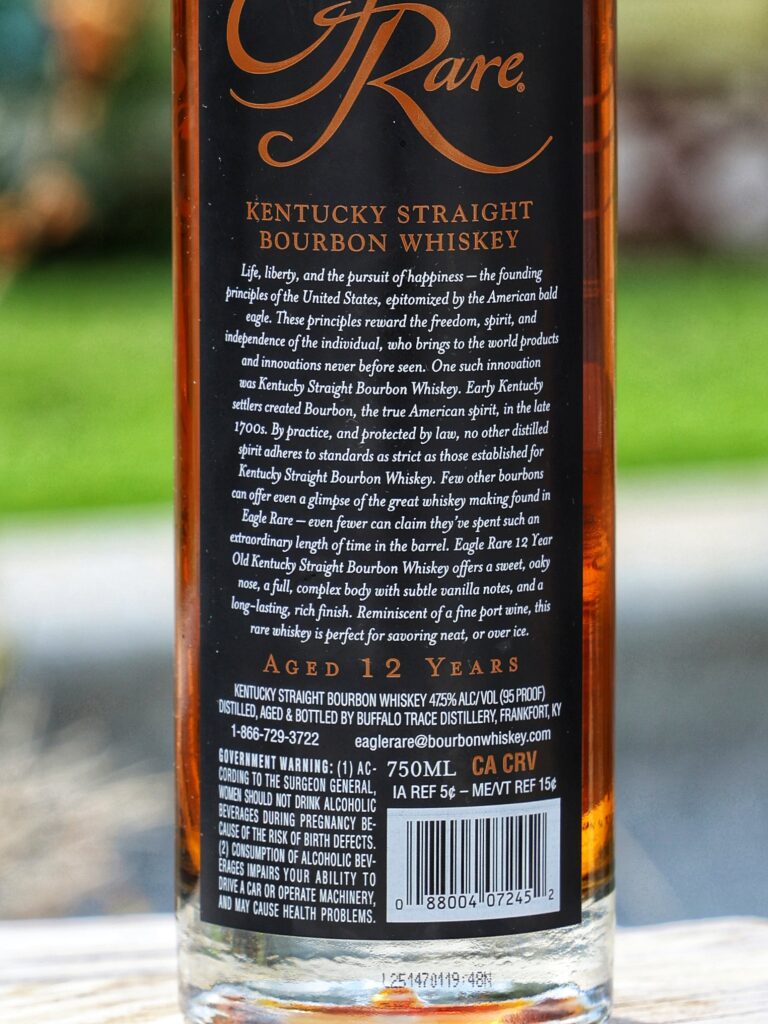 Rare®
KENTUCKY STRAIGHT
BOURBON WHISKEY
Life, liberty, and the pursuit of happiness – the founding
principles of the United States, epitomized by the American bald
eagle. These principles reward the freedom, spirit, and
independence of the individual, who brings to the world products
and innovations never before seen. One such innovation
was Kentucky Straight Bourbon Whiskey. Early Kentucky
settlers created Bourbon, the true American spirit, in the late
1700s. By practice, and protected by law, no other distilled
spirit adheres to standards as strict as those established for
Kentucky Straight Bourbon Whiskey. Few other bourbons
can offer even a glimpse of the great whiskey making found in
Eagle Rare – even fewer can claim they've spent such an
extraordinary length of time in the barrel. Eagle Rare 12 Year
Old Kentucky Straight Bourbon Whiskey offers a sweet, oaky
nose, a full, complex body with subtle vanilla notes, and a
long-lasting, rich finish. Reminiscent of a fine port wine, this
rare whiskey is perfect for savoring neat, or over ice.
AGED 12 YEARS
KENTUCKY STRAIGHT BOURBON WHISKEY 47.5% ALC/VOL (95 PROOF)
DISTILLED, AGED & BOTTLED BY BUFFALO TRACE DISTILLERY, FRANKFORT, KY
1-866-729-3722 eaglerare@bourbonwhiskey.com
GOVERNMENT WARNING: (1) AC-
CORDING TO THE SURGEON GENERAL,
WOMEN SHOULD NOT DRINK ALCOHOLIC
BEVERAGES DURING PREGNANCY BE-
CAUSE OF THE RISK OF BIRTH DEFECTS.
(2) CONSUMPTION OF ALCOHOLIC BEV-
ERAGES IMPAIRS YOUR ABILITY TO
DRIVE A CAR OR OPERATE MACHINERY,
AND MAY CAUSE HEALTH PROBLEMS.
750ML CA CRV
IA REF 5¢ – ME/VT REF 15¢
0 88004 07245 2
L251470119:48N